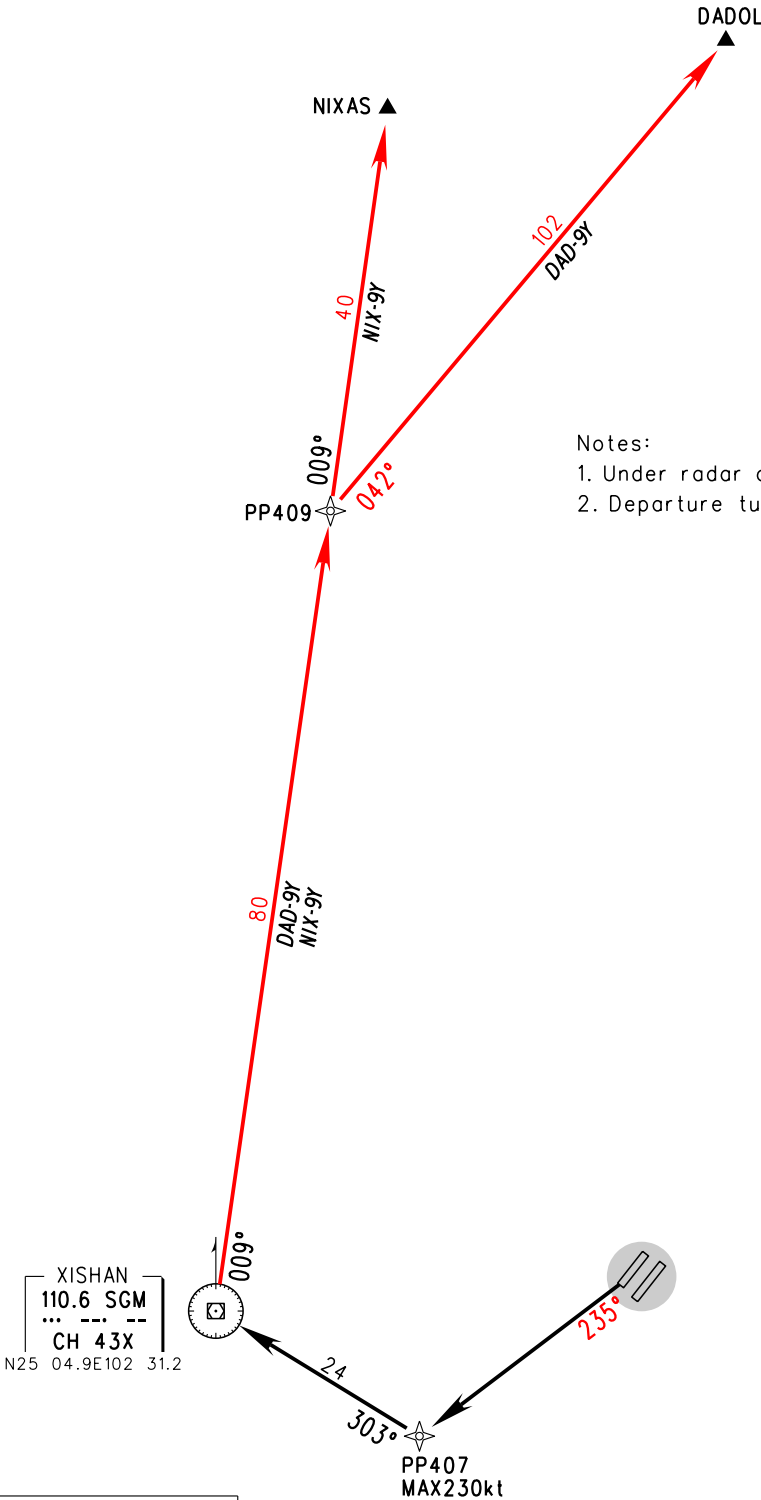 DADOL
NIXAS
102
DAD-9Y
40
NIX-9Y
009°
042°
PP409
Notes:
1. Under radar
2. Departure
80
DAD-9Y
NIX-9Y
009°
XISHAN
110.6 SGM
CH 43X
N25 04.9E102 31.2
235°
24
303°
PP407
MAX230kt